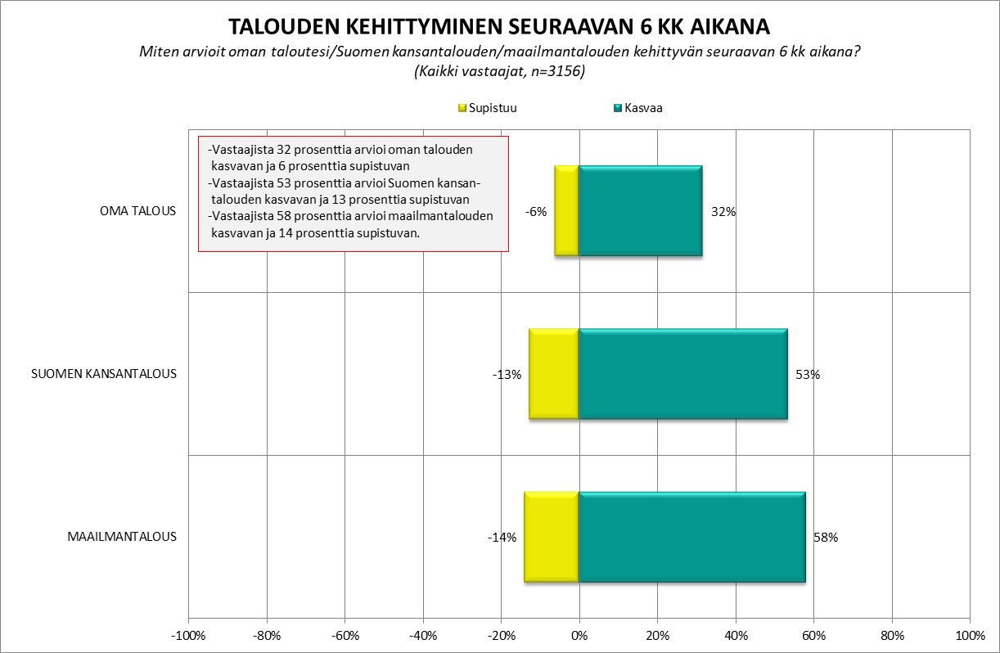 TALOUDEN KEHITTYMINEN SEURAAVAN 6 KK AIKANA
Miten arvioit oman taloutesi/Suomen kansantalouden/maailmantalouden kehittyvän seuraavan 6 kk aikana?
(Kaikki vastaajat, n=3156)
Supistuu Kasvaa
-Vastaajista 32 prosenttia arvioi oman talouden
kasvavan ja 6 prosenttia supistuvan
-Vastaajista 53 prosenttia arvioi Suomen kansan-
talouden kasvavan ja 13 prosenttia supistuvan
-Vastaajista 58 prosenttia arvioi maailmantalouden
kasvavan ja 14 prosenttia supistuvan.
OMA TALOUS -6% 32%
SUOMEN KANSANTALOUS -13% 53%
MAAILMANTALOUS -14% 58%
-100% -80% -60% -40% -20% 0% 20% 40% 60% 80% 100%